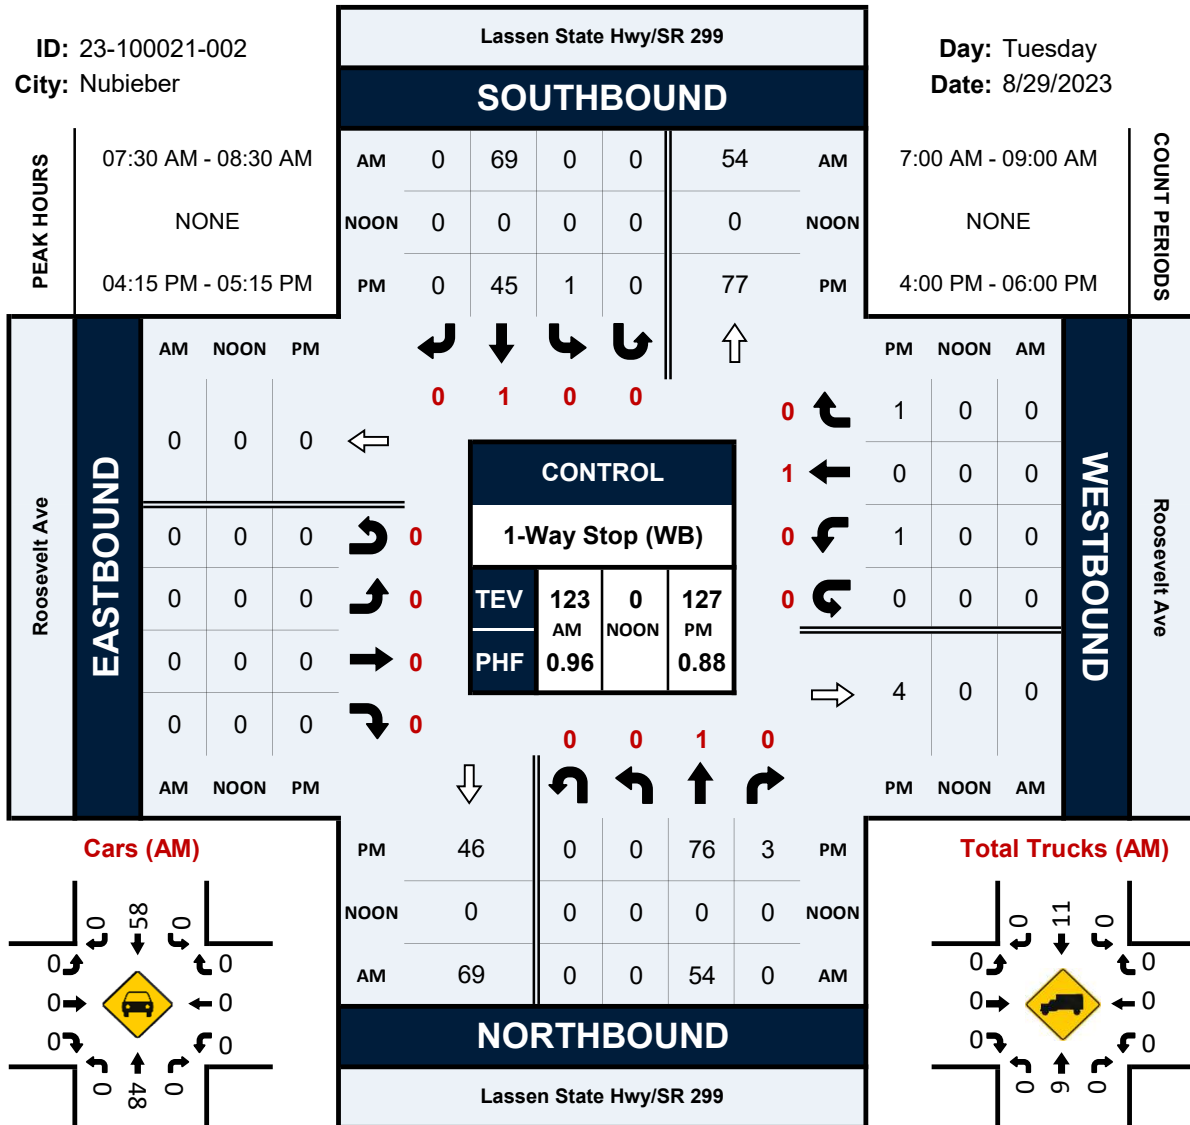 ID: 23-100021-002
City: Nubieber
Lassen State Hwy/SR 299
Day: Tuesday
Date: 8/29/2023
SOUTHBOUND
PEAK HOURS
07:30 AM - 08:30 AM
NONE
04:15 PM - 05:15 PM
AM 0 69 0 0 54 AM
NOON 0 0 0 0 0 NOON
PM 0 45 1 0 77 PM
7:00 AM - 09:00 AM
NONE
4:00 PM - 06:00 PM
COUNT PERIODS
0 1 0 0
Roosevelt Ave
EASTBOUND
AM NOON PM
0 0 0
0 0 0 0
0 0 0 0
0 0 0 0
0 0 0 0
AM NOON PM
CONTROL
1-Way Stop (WB)
TEV 123 0 127
AM NOON PM
PHF 0.96 0.88
PM NOON AM
0 1 0 0
1 0 0 0
0 1 0 0
0 0 0 0
4 0 0
PM NOON AM
WESTBOUND
Roosevelt Ave
0 0 1 0
PM 46 0 0 76 3 PM
NOON 0 0 0 0 0 NOON
AM 69 0 0 54 0 AM
NORTHBOUND
Lassen State Hwy/SR 299
Cars (AM)
0 58 0
0 0
0 0
0 0
0 48 0
Total Trucks (AM)
0 11 0
0 0
0 0
0 0
0 6 0